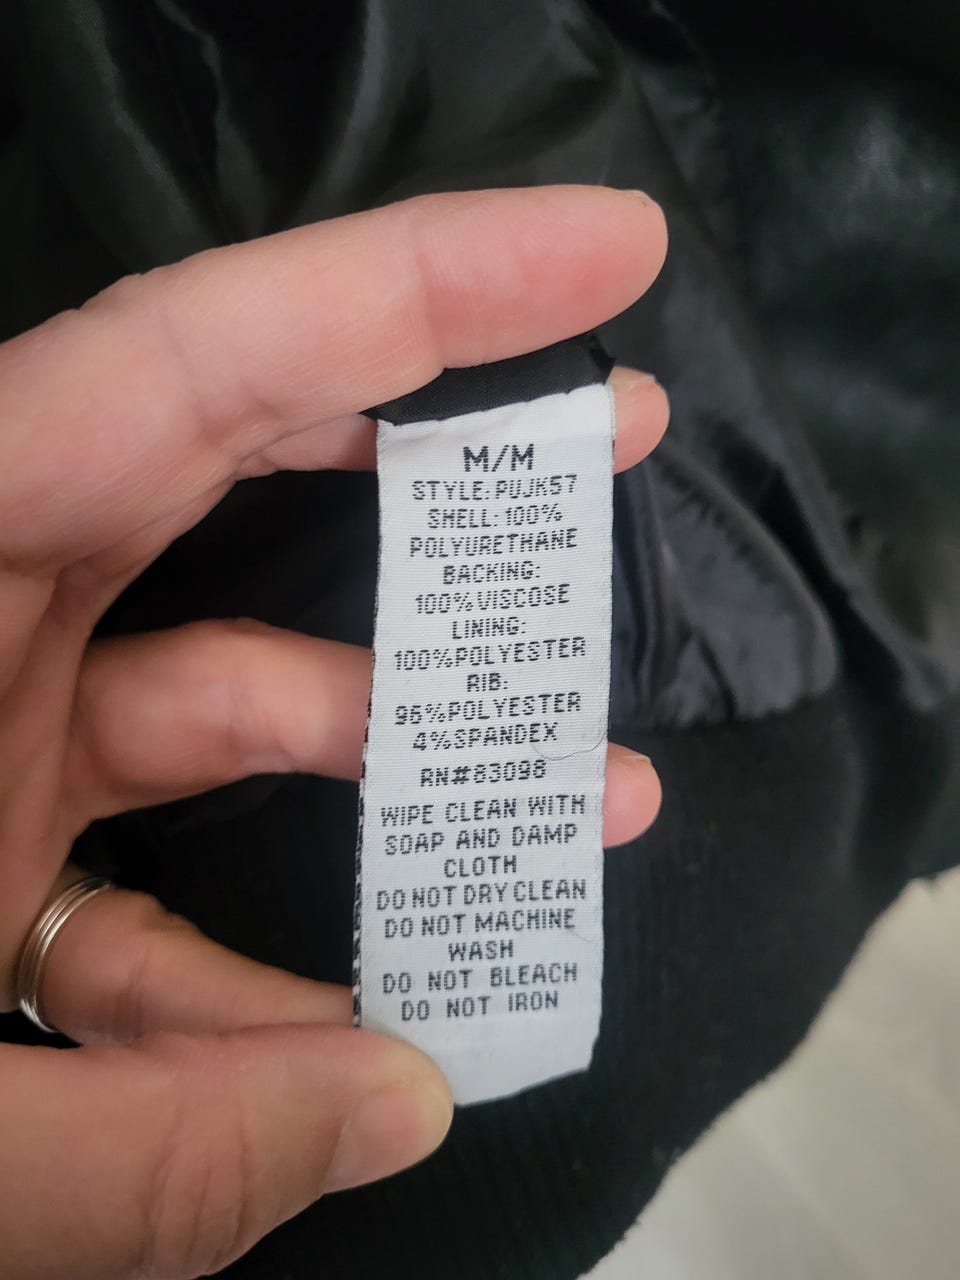 M/M
STYLE: PUJK57
SHELL: 100%
POLYURETHANE
BACKING:
100% VISCOSE
LINING:
100%POLYESTER
RIB:
96%POLYESTER
4%SPANDEX
RN#83098
WIPE CLEAN WITH
SOAP AND DAMP
CLOTH
DO NOT DRY CLEAN
DO NOT MACHINE
WASH
DO NOT BLEACH
DO NOT IRON